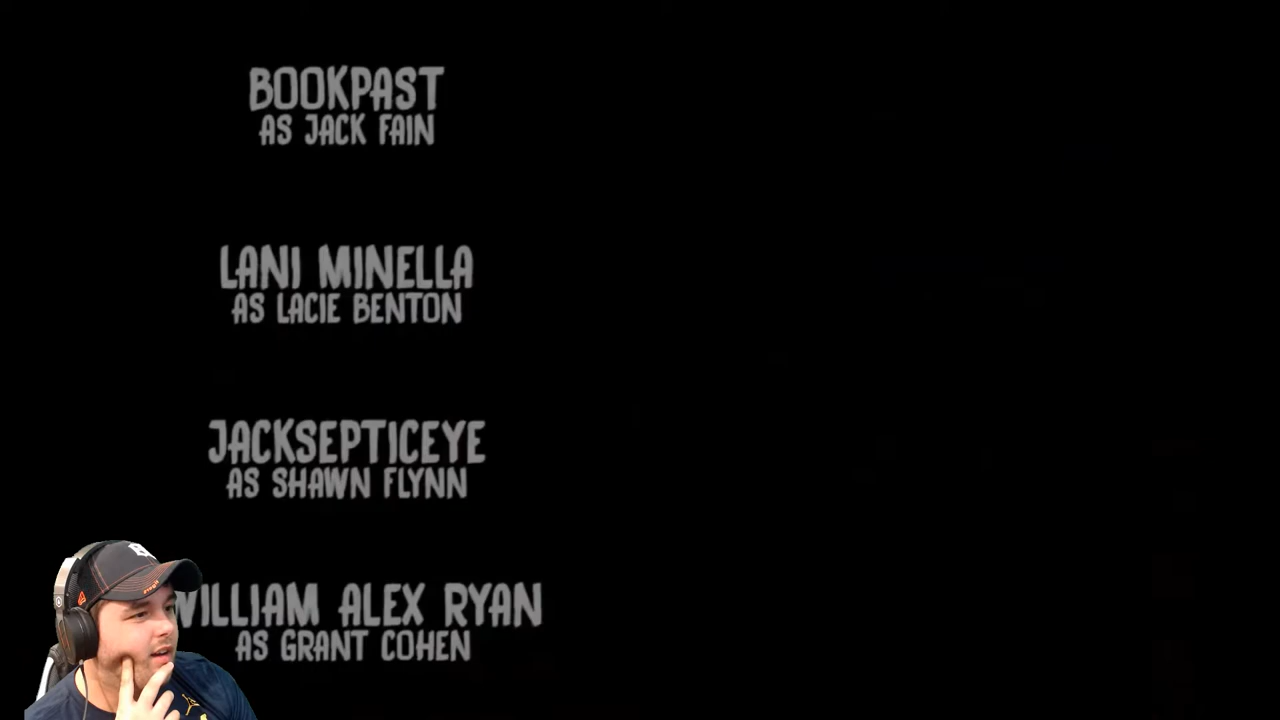 BOOKPAST
AS JACK FAIN
LANI MINELLA
AS LACIE BENTON
JACKSEPTICEYE
AS SHAWN FLYNN
WILLIAM ALEX RYAN
AS GRANT COHEN